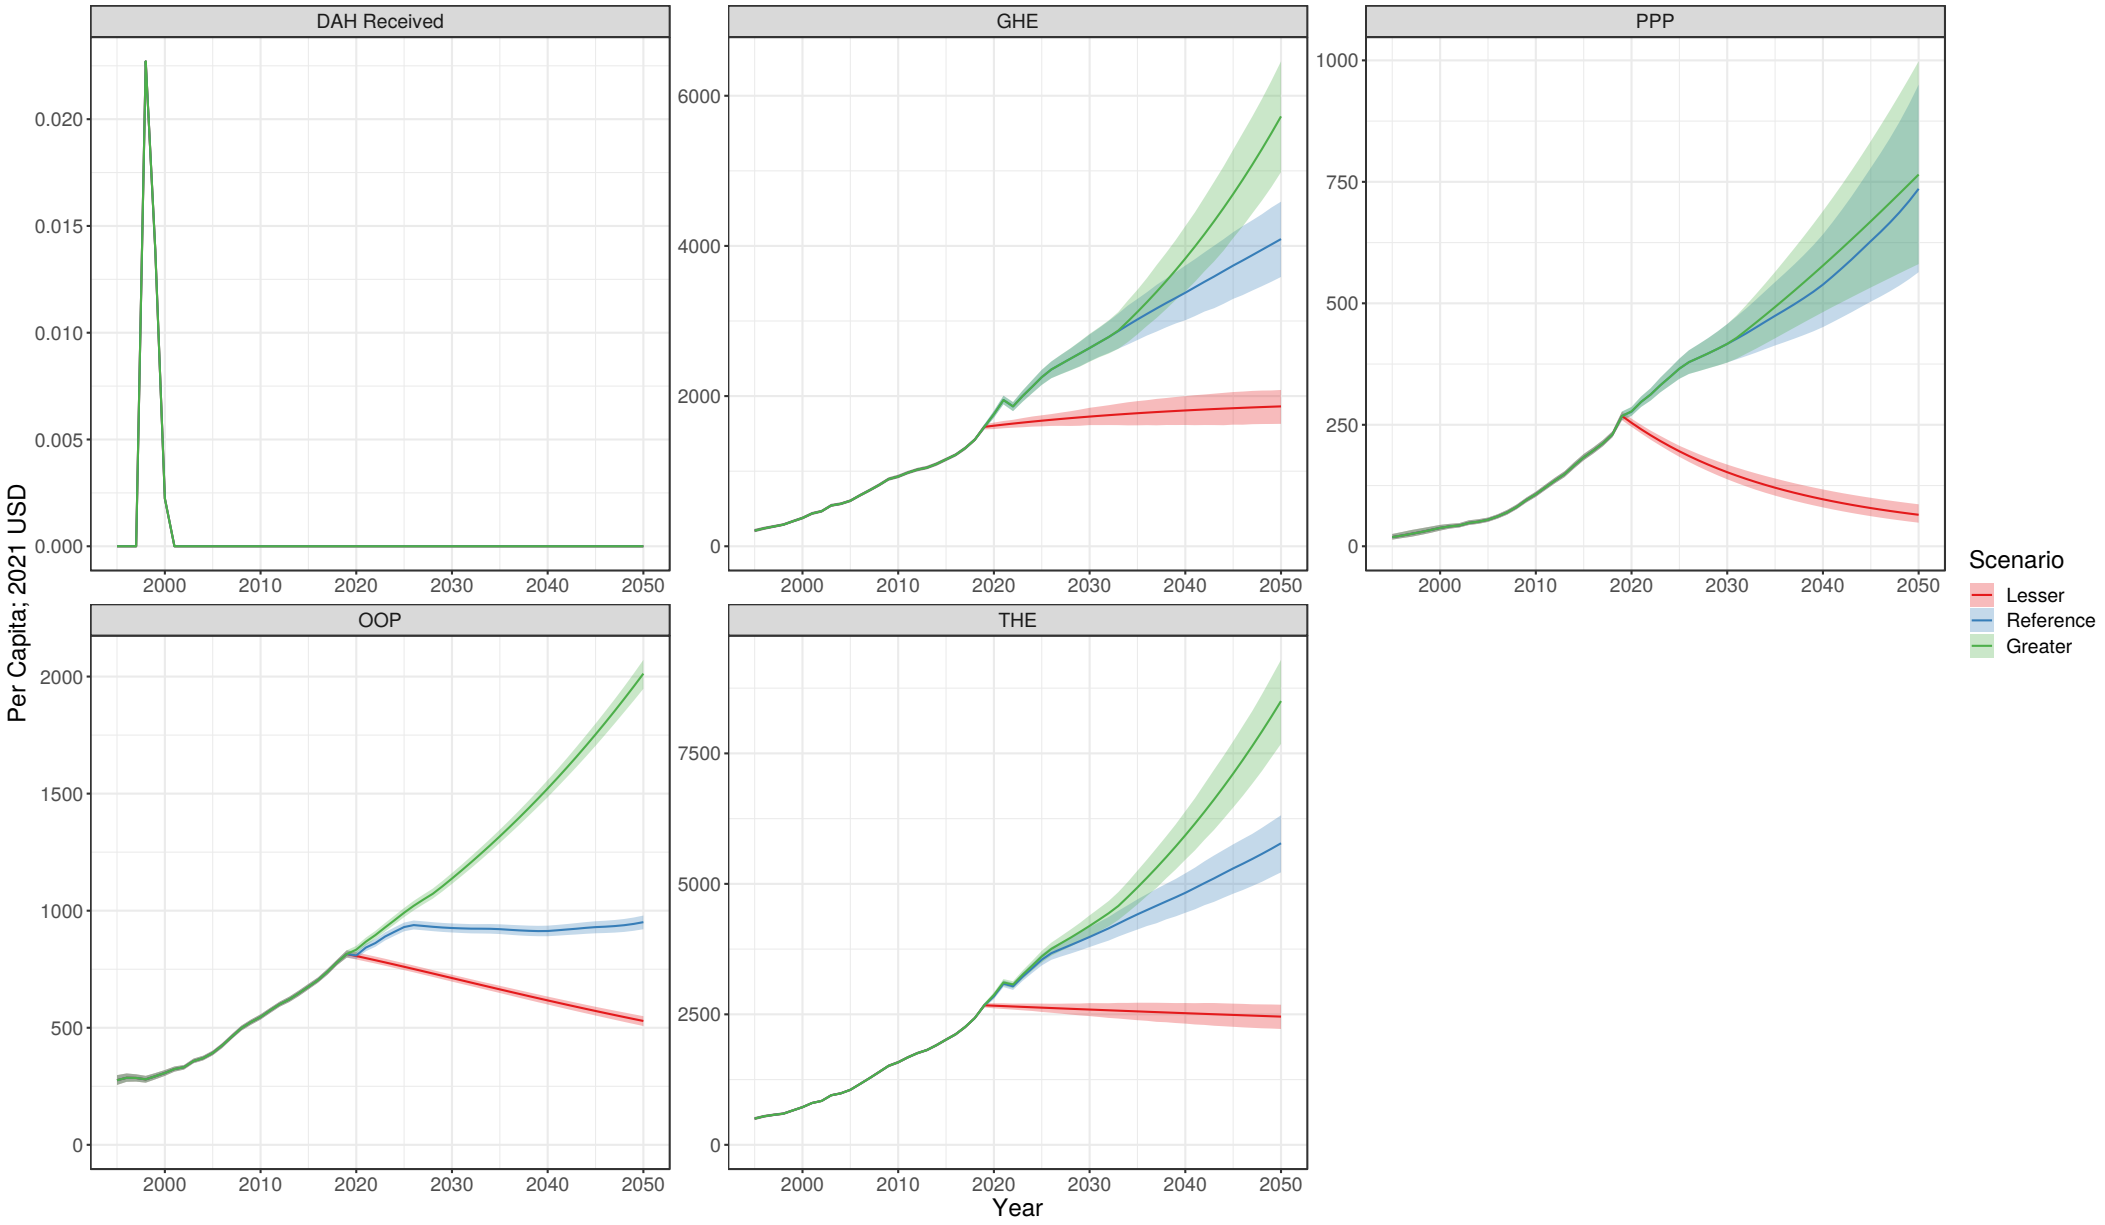 DAH Received
GHE
PPP
0.020
0.015
0.010
0.005
0.000
2000 2010 2020 2030 2040 2050
6000
4000
2000
0
2000 2010 2020 2030 2040 2050
1000
750
500
250
0
2000 2010 2020 2030 2040 2050
Per Capita; 2021 USD
OOP
THE
2000
1500
1000
500
0
2000 2010 2020 2030 2040 2050
7500
5000
2500
0
2000 2010 2020 2030 2040 2050
Year
Scenario
Lesser
Reference
Greater